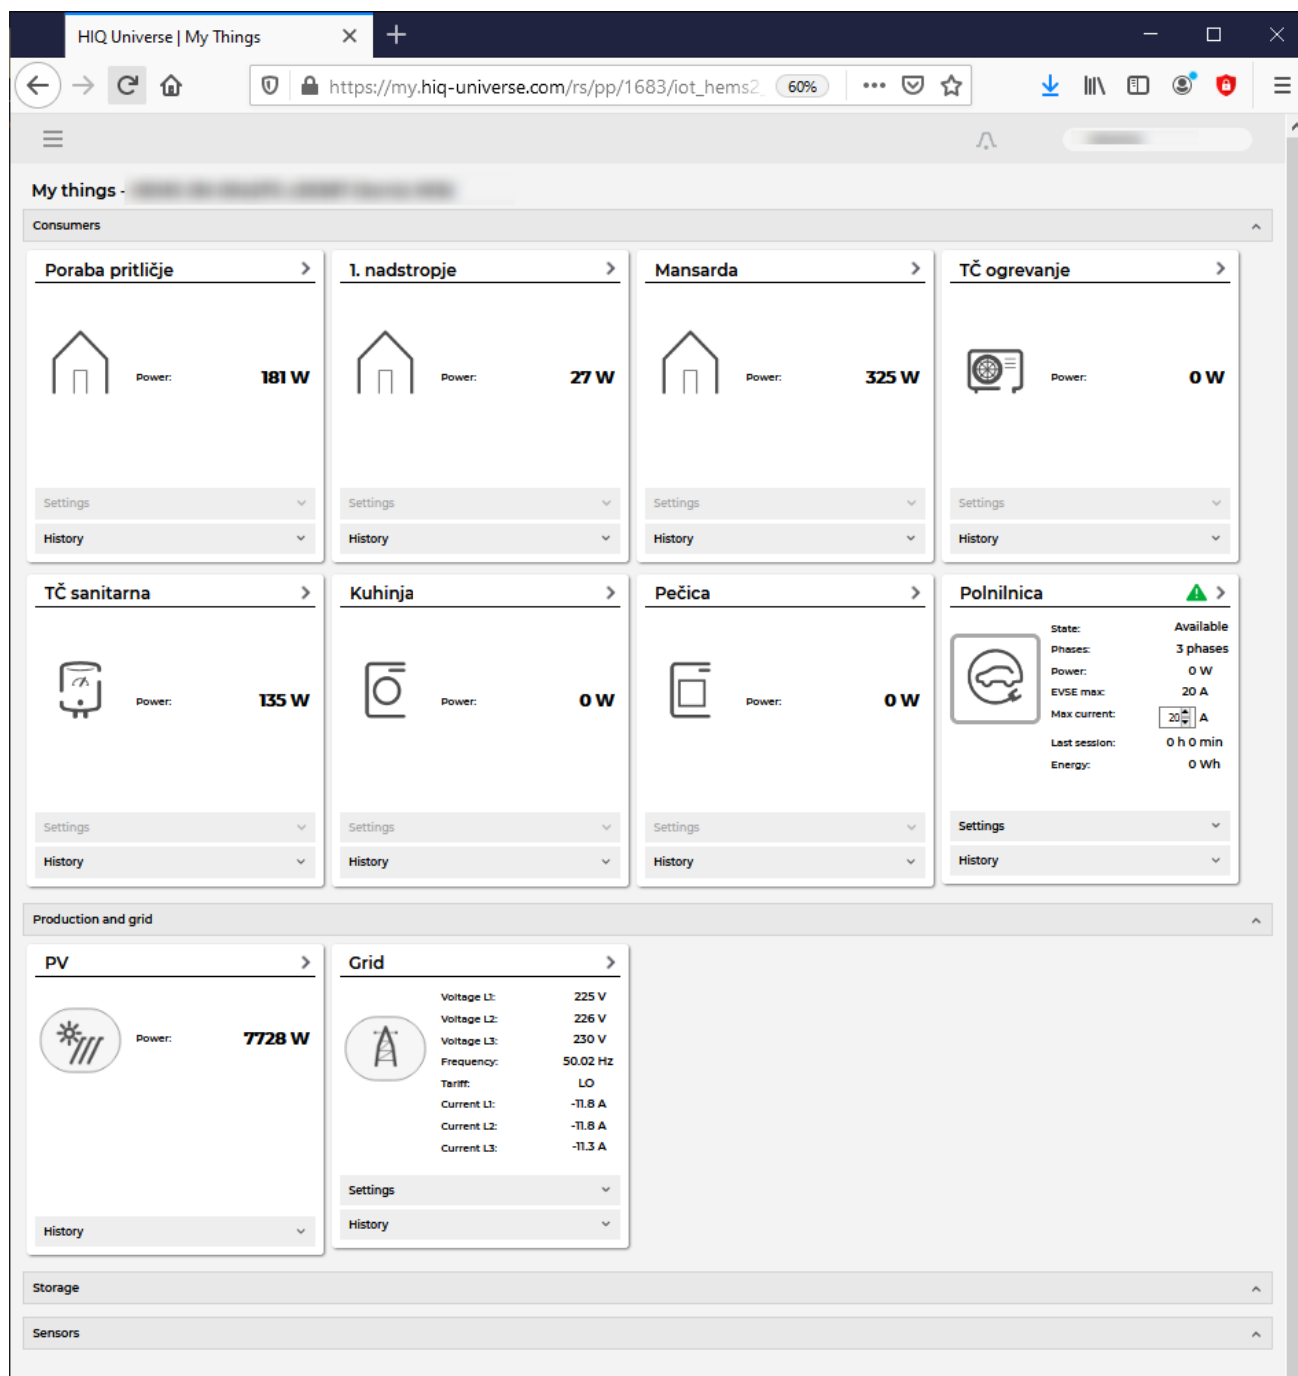 HIQ Universe | My Things
https://my.hiq-universe.com/rs/pp/1683/iot_hems2_ 60%
My things -
Consumers
Poraba pritličje
Power: 181 W
Settings
History
1. nadstropje
Power: 27 W
Settings
History
Mansarda
Power: 325 W
Settings
History
TČ ogrevanje
Power: 0 W
Settings
History
TČ sanitarna
Power: 135 W
Settings
History
Kuhinja
Power: 0 W
Settings
History
Pečica
Power: 0 W
Settings
History
Polnilnica
State: Available
Phases: 3 phases
Power: 0 W
EVSE max: 20 A
Max current: 20 A
Last session: 0 h 0 min
Energy: 0 Wh
Settings
History
Production and grid
PV
Power: 7728 W
History
Grid
Voltage L1: 225 V
Voltage L2: 226 V
Voltage L3: 230 V
Frequency: 50.02 Hz
Tariff: LO
Current L1: -11.8 A
Current L2: -11.8 A
Current L3: -11.3 A
Settings
History
Storage
Sensors